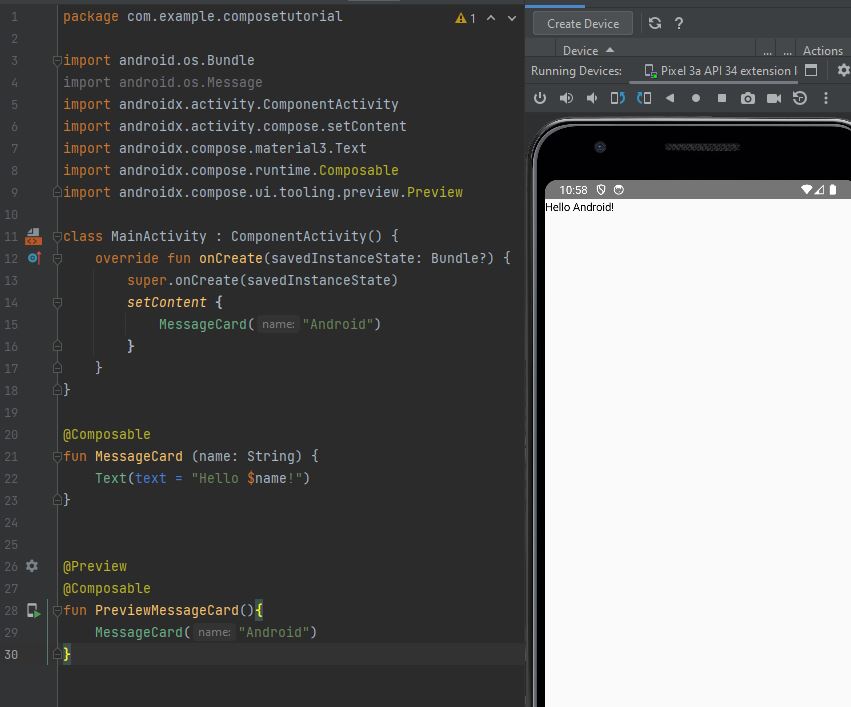 1 package com.example.composetutorial
1
2
3 import android.os.Bundle
4 import android.os.Message
5 import androidx.activity.ComponentActivity
6 import androidx.activity.compose.setContent
7 import androidx.compose.material3.Text
8 import androidx.compose.runtime.Composable
9 import androidx.compose.ui.tooling.preview.Preview
10
11 class MainActivity : ComponentActivity() {
12 override fun onCreate(savedInstanceState: Bundle?) {
13 super.onCreate(savedInstanceState)
14 setContent {
15 MessageCard( name: "Android")
16 }
17 }
18 }
19
20 @Composable
21 fun MessageCard (name: String) {
22 Text(text = "Hello $name!")
23 }
24
25
26 @Preview
27 @Composable
28 fun PreviewMessageCard(){
29 MessageCard( name: "Android")
30 }
Create Device ?
Device ... ... Actions
Running Devices: Pixel 3a API 34 extension
10:58
Hello Android!